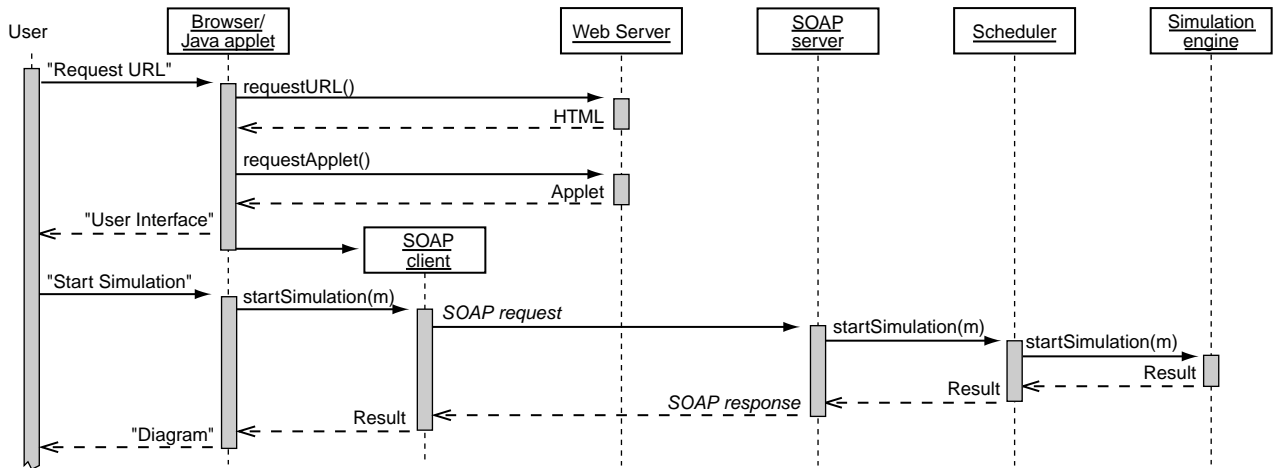 User
Browser/
Java applet
Web Server
SOAP
server
Scheduler
Simulation
engine
"Request URL"
requestURL()
HTML
requestApplet()
Applet
"User Interface"
SOAP
client
"Start Simulation"
startSimulation(m)
SOAP request
startSimulation(m)
startSimulation(m)
Result
Result
SOAP response
Result
"Diagram"